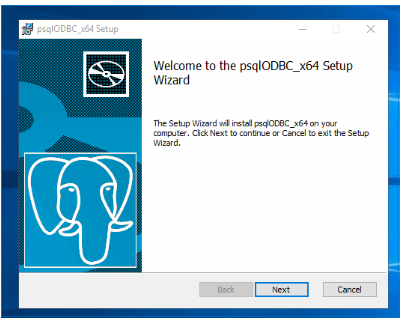 psqlODBC_x64 Setup
Welcome to the psqlODBC_x64 Setup
Wizard
The Setup Wizard will install psqlODBC_x64 on your
computer. Click Next to continue or Cancel to exit the Setup
Wizard.
Back Next Cancel